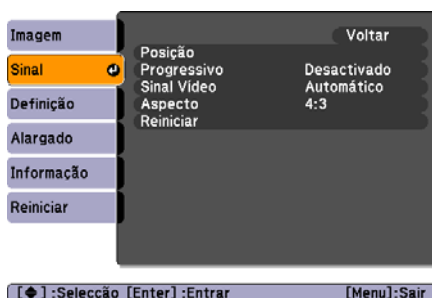 Imagem
Sinal
Definição
Alargado
Informação
Reiniciar
Voltar
Posição
Progressivo Desactivado
Sinal Vídeo Automático
Aspecto 4:3
Reiniciar
[◆] :Selecção [Enter] :Entrar [Menu]:Sair